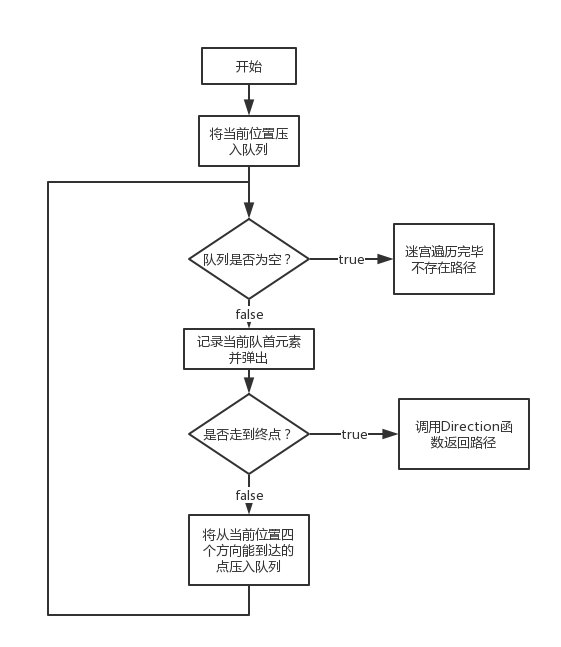 开始
将当前位置压
入队列
队列是否为空？
true
迷宫遍历完毕
不存在路径
false
记录当前队首元素
并弹出
是否走到终点？
true
调用Direction函
数返回路径
false
将从当前位置四
个方向能到达的
点压入队列